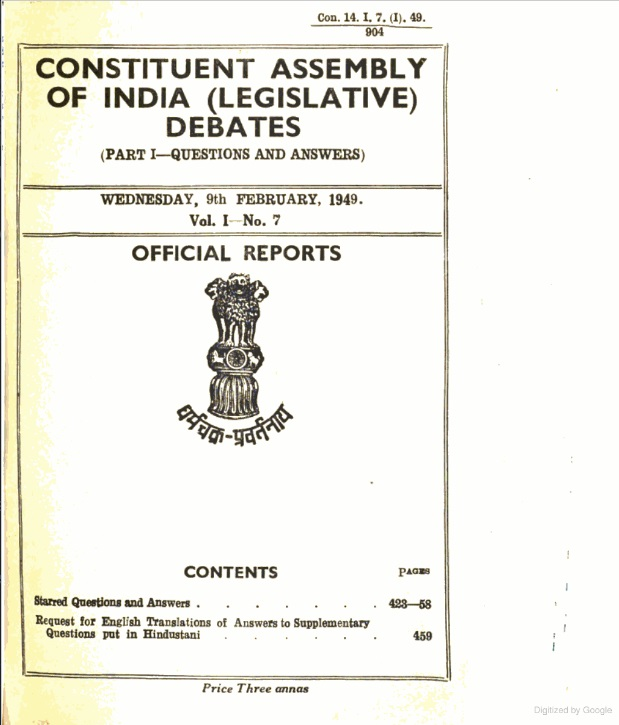 Con. 14. I. 7. (I). 49.
904
CONSTITUENT ASSEMBLY
OF INDIA (LEGISLATIVE)
DEBATES
(PART I—QUESTIONS AND ANSWERS)
WEDNESDAY, 9th FEBRUARY, 1949.
Vol. I—No. 7
OFFICIAL REPORTS
धर्मचक्र-प्रवर्तनाय
CONTENTS
PAGES
Starred Questions and Answers . . . . . . . 423—58
Request for English Translations of Answers to Supplementary
Questions put in Hindustani . . . . . 459
Price Three annas
Digitized by Google